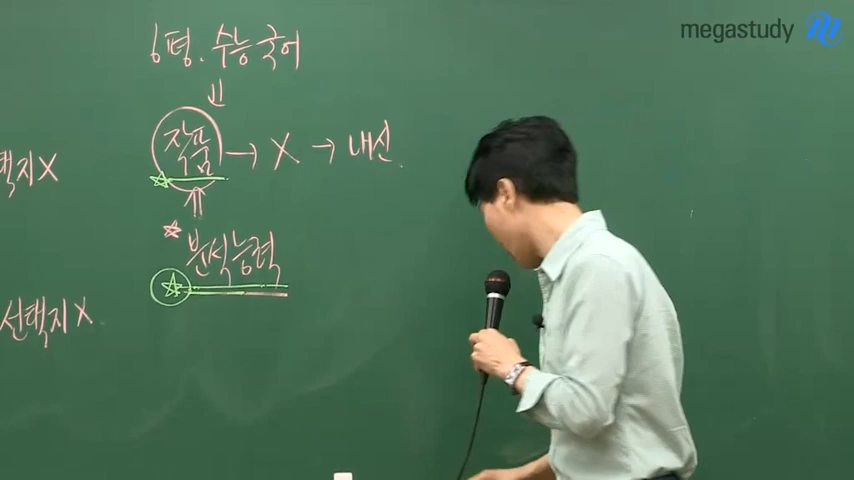 megastudy
6평. 수능 국어
⇓
작품 → X → 내신.
택지 X
⇑
☆ 분석능력
☆
선택지 X